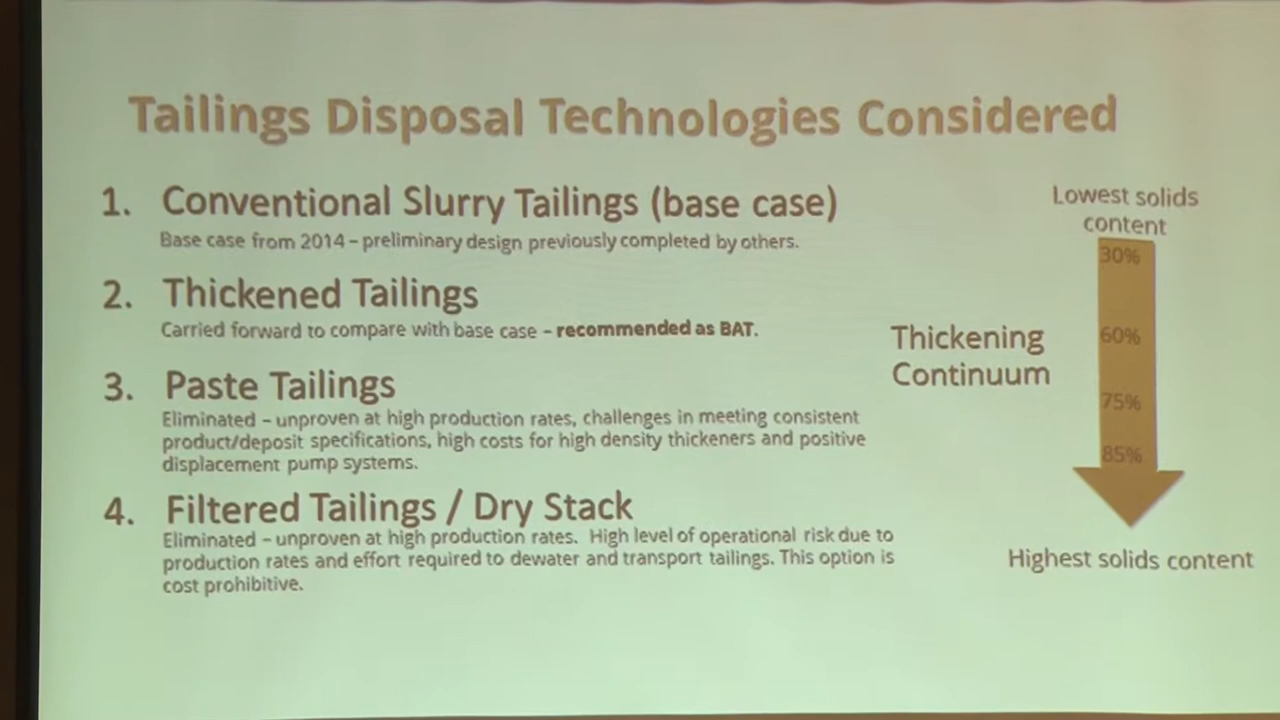 Tailings Disposal Technologies Considered
1. Conventional Slurry Tailings (base case)
Base case from 2014 – preliminary design previously completed by others.
2. Thickened Tailings
Carried forward to compare with base case – recommended as BAT.
3. Paste Tailings
Eliminated – unproven at high production rates, challenges in meeting consistent
product/deposit specifications, high costs for high density thickeners and positive
displacement pump systems.
4. Filtered Tailings / Dry Stack
Eliminated – unproven at high production rates. High level of operational risk due to
production rates and effort required to dewater and transport tailings. This option is
cost prohibitive.
Lowest solids
content
30%
60%
75%
85%
Thickening
Continuum
Highest solids content